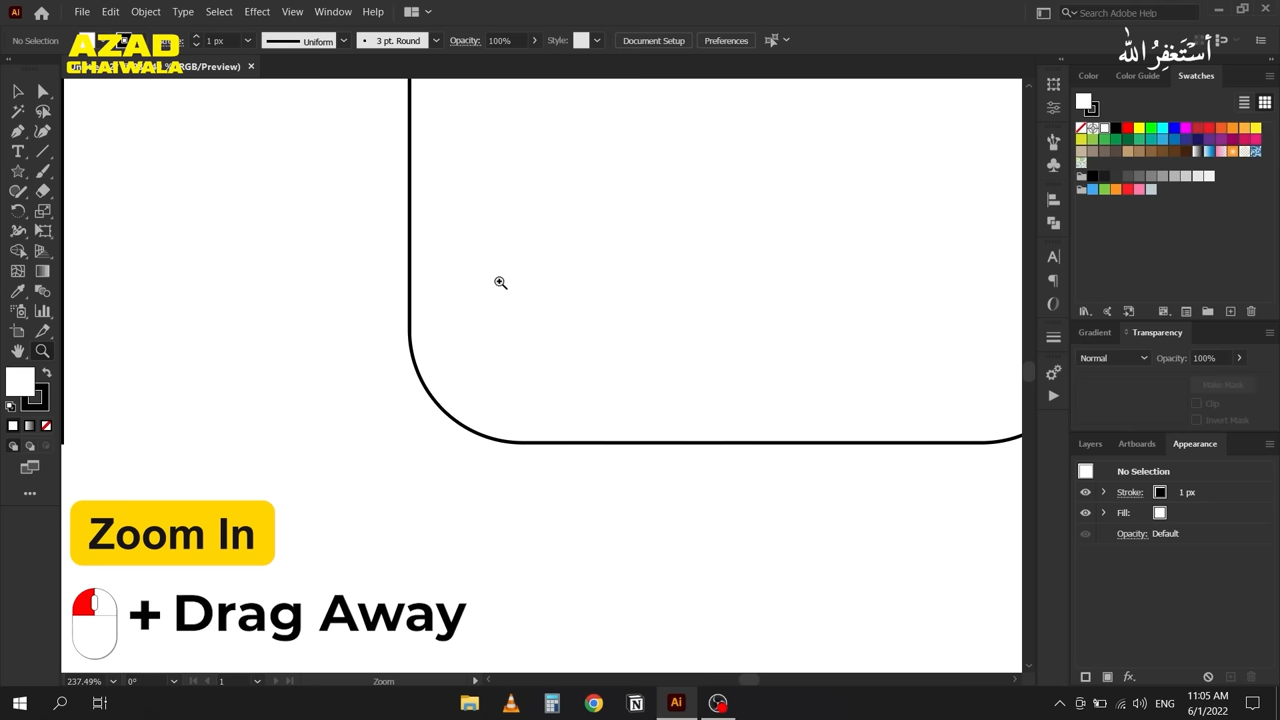 Ai File Edit Object Type Select Effect View Window Help Search Adobe Help
No Selection 1 px Uniform 3 pt. Round Opacity: 100% Style: Document Setup Preferences
AZAD
CHAIWALA
أستغفر الله
RGB/Preview) ×
Color Color Guide Swatches
Gradient Transparency
Normal Opacity: 100%
Make Mask
Clip
Invert Mask
Layers Artboards Appearance
No Selection
Stroke: 1 px
Fill:
Opacity: Default
Zoom In
+ Drag Away
237.49% 0° 1 Zoom
Ai ENG 11:05 AM
6/1/2022